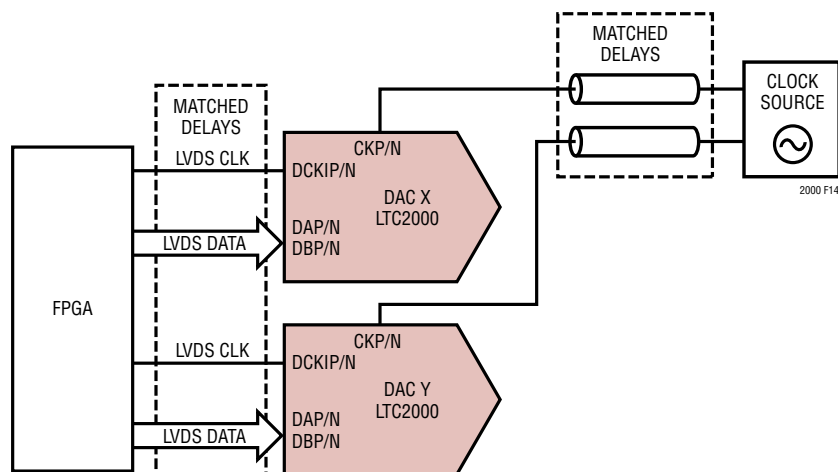 MATCHED
DELAYS
CLOCK
SOURCE
2000 F14
MATCHED
DELAYS
LVDS CLK
LVDS DATA
CKP/N
DCKIP/N
DAC X
LTC2000
DAP/N
DBP/N
FPGA
LVDS CLK
LVDS DATA
CKP/N
DCKIP/N
DAC Y
LTC2000
DAP/N
DBP/N